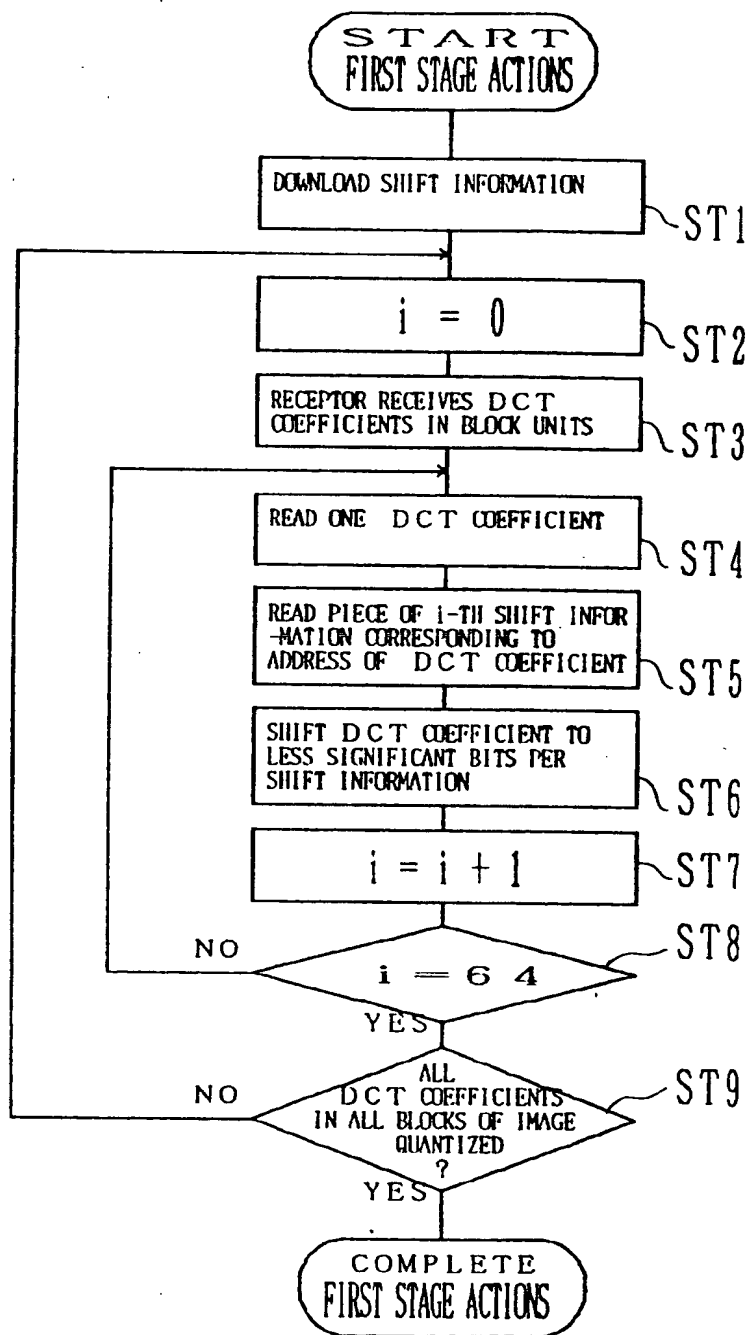 START
FIRST STAGE ACTIONS
DOWNLOAD SHIFT INFORMATION
ST1
i = 0
ST2
RECEPTOR RECEIVES DCT
COEFFICIENTS IN BLOCK UNITS
ST3
READ ONE DCT COEFFICIENT
ST4
READ PIECE OF i-TH SHIFT INFOR
-MATION CORRESPONDING TO
ADDRESS OF DCT COEFFICIENT
ST5
SHIFT DCT COEFFICIENT TO
LESS SIGNIFICANT BITS PER
SHIFT INFORMATION
ST6
i = i + 1
ST7
NO
i = 6 4
ST8
YES
NO
ALL
DCT COEFFICIENTS
IN ALL BLOCKS OF IMAGE
QUANTIZED
?
ST9
YES
COMPLETE
FIRST STAGE ACTIONS